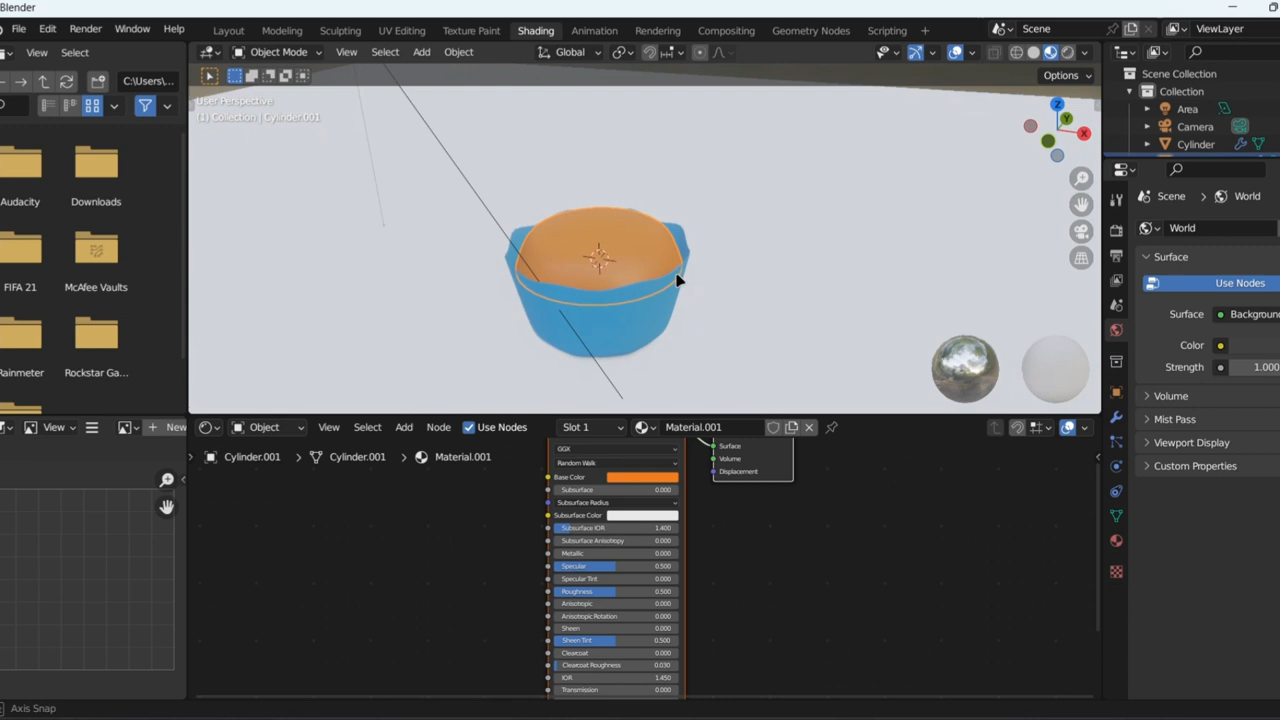 Blender
File Edit Render Window Help
Layout Modeling Sculpting UV Editing Texture Paint Shading Animation Rendering Compositing Geometry Nodes Scripting +
Scene
ViewLayer
View Select
Object Mode View Select Add Object
Global
C:\Users\...
Options
User Perspective
(1) Collection | Cylinder.001
Z
Y
X
Scene Collection
Collection
Area
Camera
Cylinder
Audacity
Downloads
FIFA 21
McAfee Vaults
Rainmeter
Rockstar Ga...
Scene > World
World
Surface
Use Nodes
Surface Background
Color
Strength 1.000
Volume
Mist Pass
Viewport Display
Custom Properties
View
New
Object View Select Add Node Use Nodes
Slot 1
Material.001
Cylinder.001 > Cylinder.001 > Material.001
GGX
Random Walk
Base Color
Subsurface 0.000
Subsurface Radius
Subsurface Color
Subsurface IOR 1.400
Subsurface Anisotropy 0.000
Metallic 0.000
Specular 0.500
Specular Tint 0.000
Roughness 0.500
Anisotropic 0.000
Anisotropic Rotation 0.000
Sheen 0.000
Sheen Tint 0.500
Clearcoat 0.000
Clearcoat Roughness 0.030
IOR 1.450
Transmission 0.000
Surface
Volume
Displacement
Axis Snap